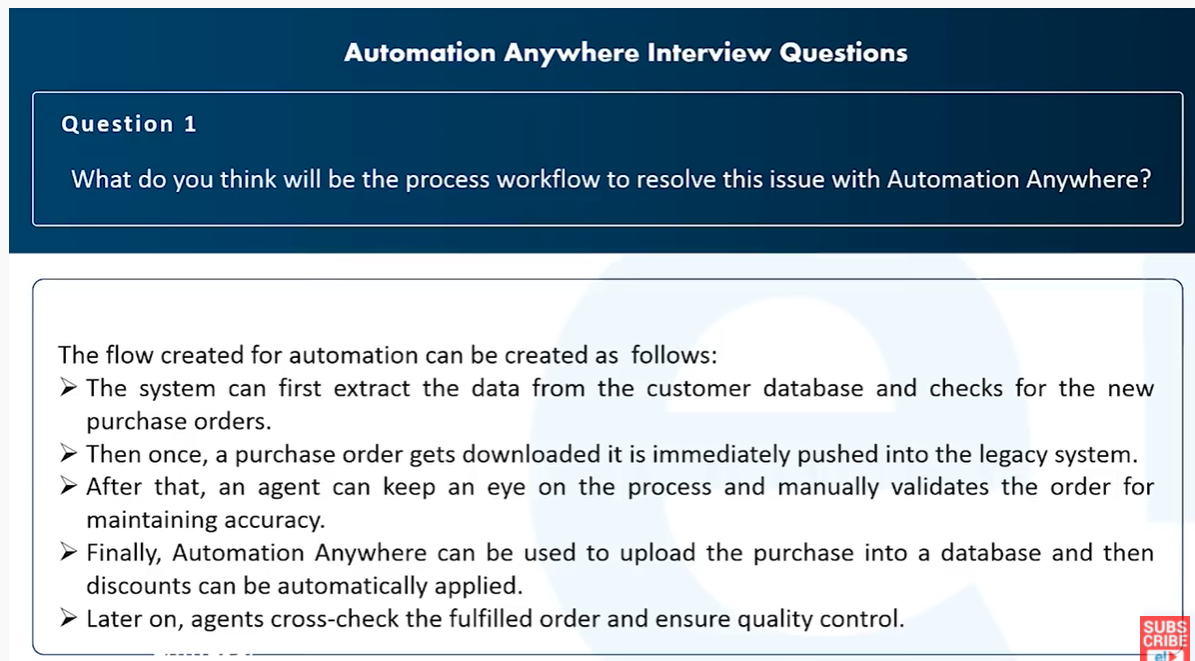 Automation Anywhere Interview Questions
Question 1
What do you think will be the process workflow to resolve this issue with Automation Anywhere?
The flow created for automation can be created as follows:
➢ The system can first extract the data from the customer database and checks for the new
purchase orders.
➢ Then once, a purchase order gets downloaded it is immediately pushed into the legacy system.
➢ After that, an agent can keep an eye on the process and manually validates the order for
maintaining accuracy.
➢ Finally, Automation Anywhere can be used to upload the purchase into a database and then
discounts can be automatically applied.
➢ Later on, agents cross-check the fulfilled order and ensure quality control.
SUBS
CRIBE